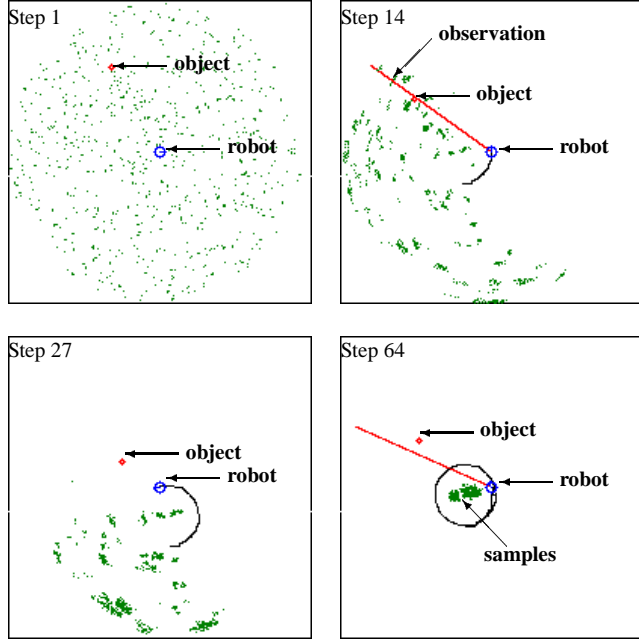 Step 1
object
robot
Step 14
observation
object
robot
Step 27
object
robot
Step 64
object
robot
samples